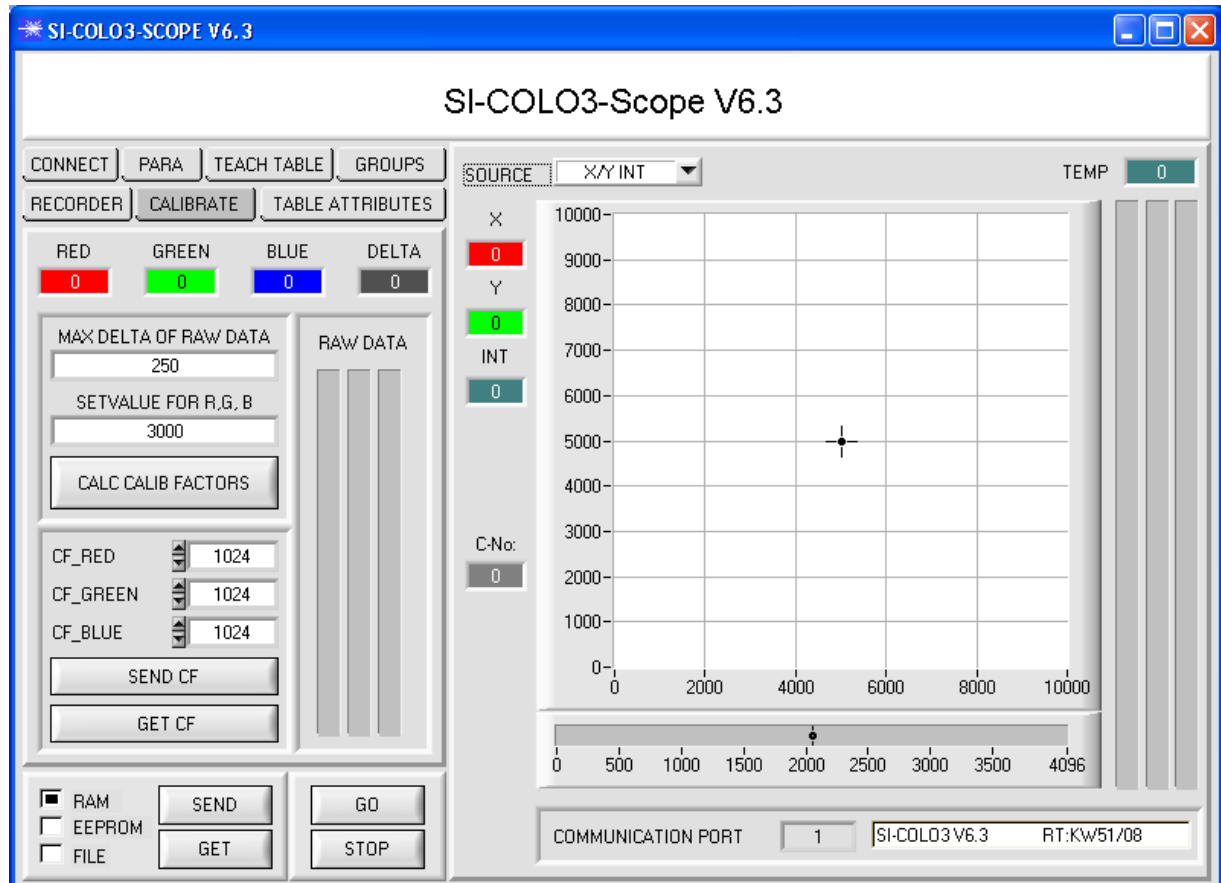 SI-COLO3-SCOPE V6.3
SI-COLO3-Scope V6.3
CONNECT PARA TEACH TABLE GROUPS
RECORDER CALIBRATE TABLE ATTRIBUTES
RED GREEN BLUE DELTA
0 0 0 0
MAX DELTA OF RAW DATA
250
SETVALUE FOR R,G, B
3000
CALC CALIB FACTORS
RAW DATA
CF_RED 1024
CF_GREEN 1024
CF_BLUE 1024
SEND CF
GET CF
RAM
EEPROM
FILE
SEND
GET
GO
STOP
SOURCE X/Y INT
TEMP 0
X
0
Y
0
INT
0
C-No:
0
10000
9000
8000
7000
6000
5000
4000
3000
2000
1000
0
0 2000 4000 6000 8000 10000
0 500 1000 1500 2000 2500 3000 3500 4096
COMMUNICATION PORT 1 SI-COLO3 V6.3 RT:KW51/08